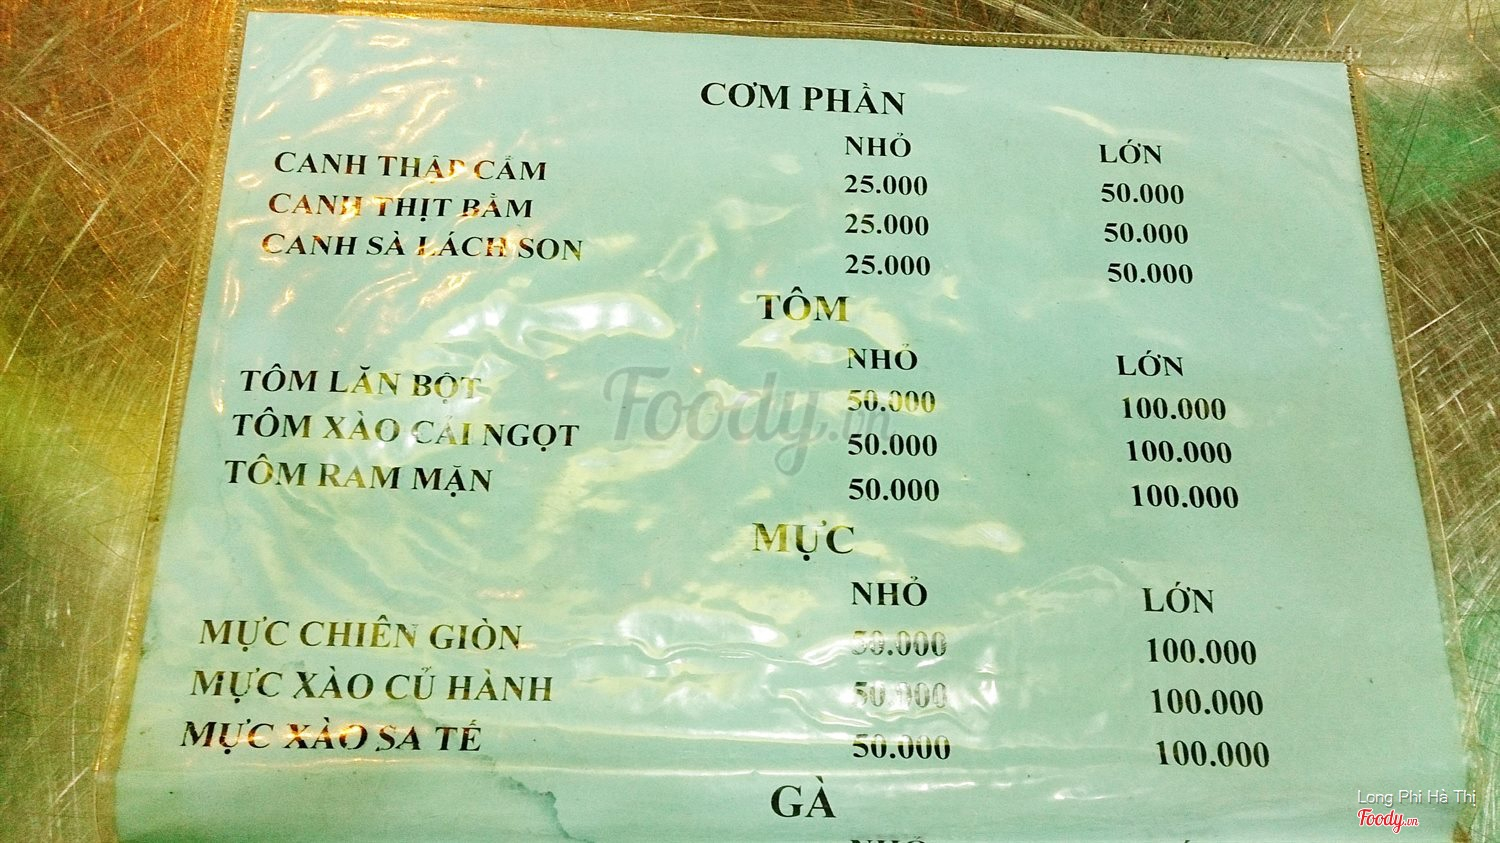 CƠM PHẦN
NHỎ LỚN
CANH THẬP CẨM 25.000 50.000
CANH THỊT BẰM 25.000 50.000
CANH SÀ LÁCH SON 25.000 50.000
TÔM
NHỎ LỚN
TÔM LĂN BỘT 50.000 100.000
TÔM XÀO CẢI NGỌT 50.000 100.000
TÔM RAM MẶN 50.000 100.000
MỰC
NHỎ LỚN
MỰC CHIÊN GIÒN 50.000 100.000
MỰC XÀO CỦ HÀNH 50.000 100.000
MỰC XÀO SA TẾ 50.000 100.000
GÀ
Foody.vn
Long Phi Hà Thị
Foody.vn